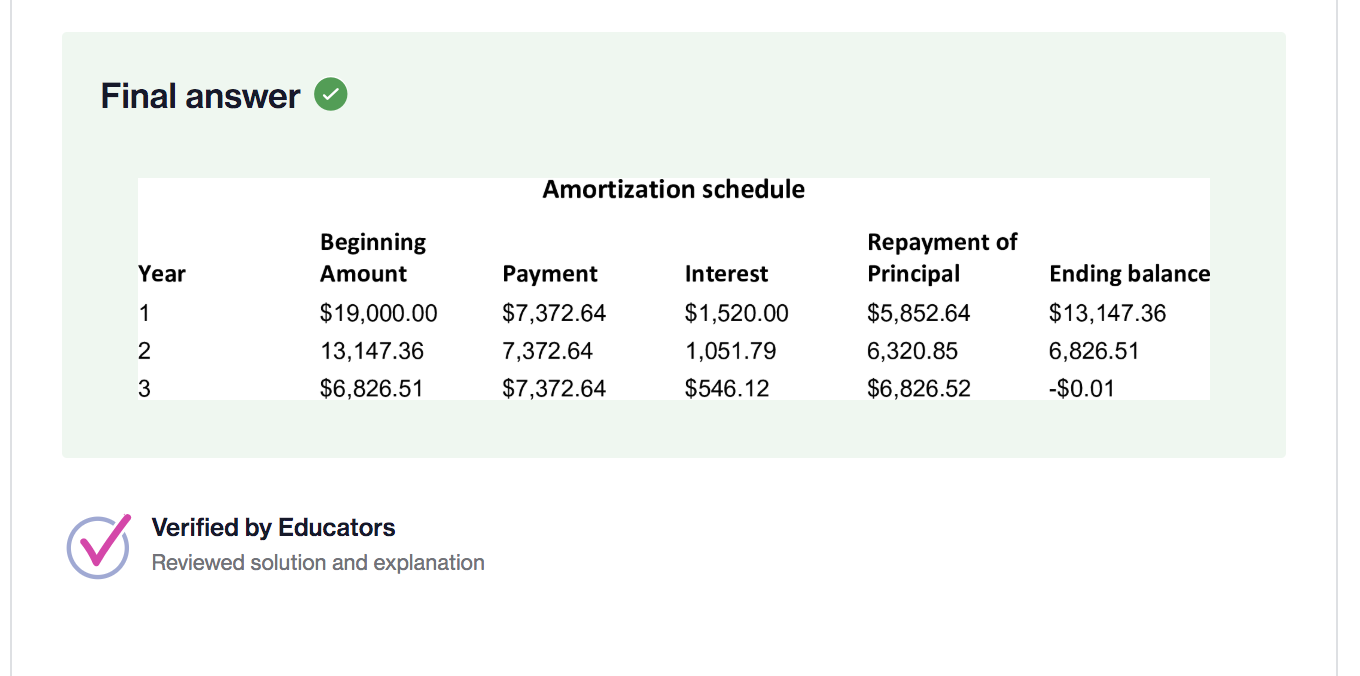 Final answer
Amortization schedule
Beginning Repayment of
Year Amount Payment Interest Principal Ending balance
1 $19,000.00 $7,372.64 $1,520.00 $5,852.64 $13,147.36
2 13,147.36 7,372.64 1,051.79 6,320.85 6,826.51
3 $6,826.51 $7,372.64 $546.12 $6,826.52 -$0.01
Verified by Educators
Reviewed solution and explanation